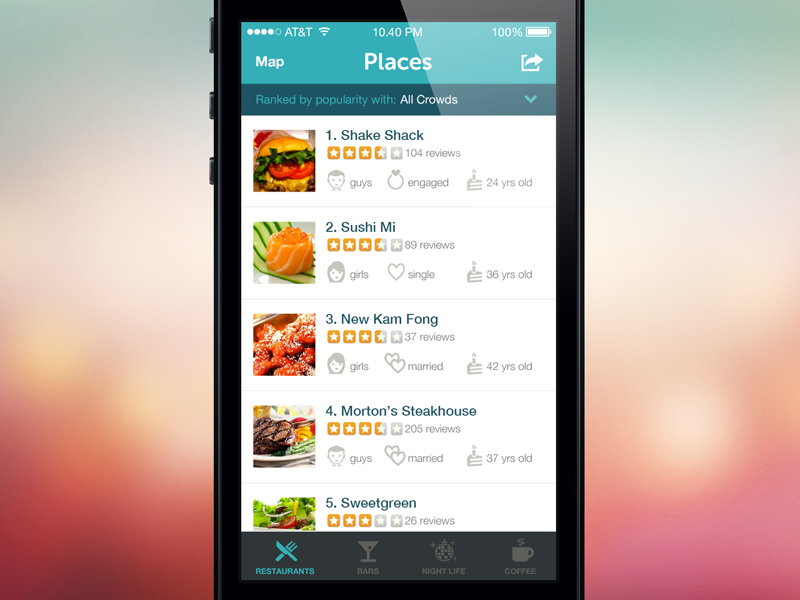 AT&T 10.40 PM 100%
Map Places
Ranked by popularity with: All Crowds
1. Shake Shack
104 reviews
guys engaged 24 yrs old
2. Sushi Mi
89 reviews
girls single 36 yrs old
3. New Kam Fong
37 reviews
girls married 42 yrs old
4. Morton's Steakhouse
205 reviews
guys married 37 yrs old
5. Sweetgreen
26 reviews
RESTAURANTS BARS NIGHT LIFE COFFEE